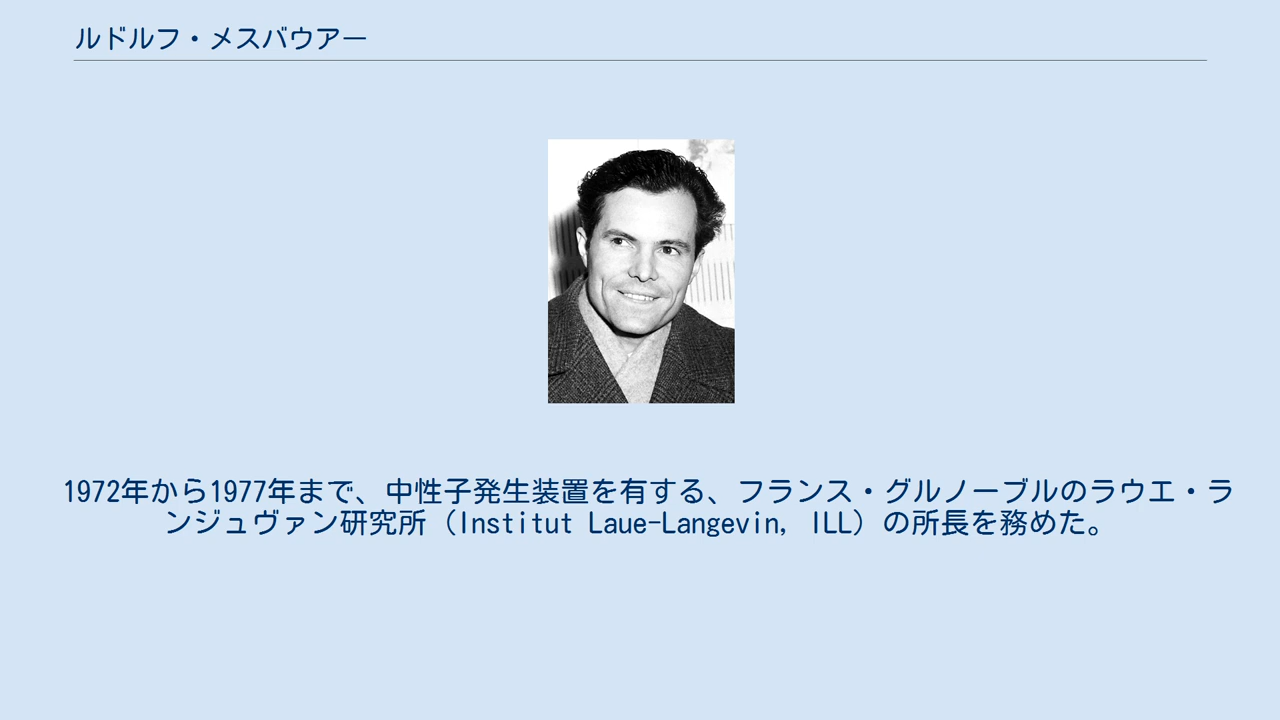 ルドルフ・メスバウアー
1972年から1977年まで、中性子発生装置を有する、フランス・グルノーブルのラウエ・ラ
ンジュヴァン研究所（Institut Laue-Langevin, ILL）の所長を務めた。